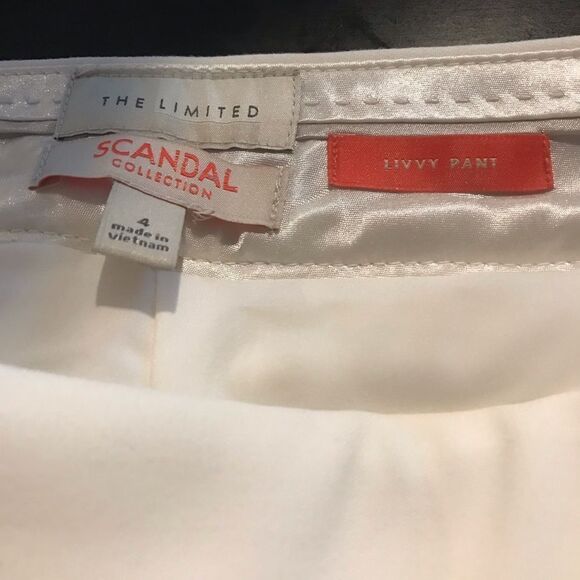 THE LIMITED
SCANDAL
COLLECTION
4
made in
Vietnam
LIVVY PANT